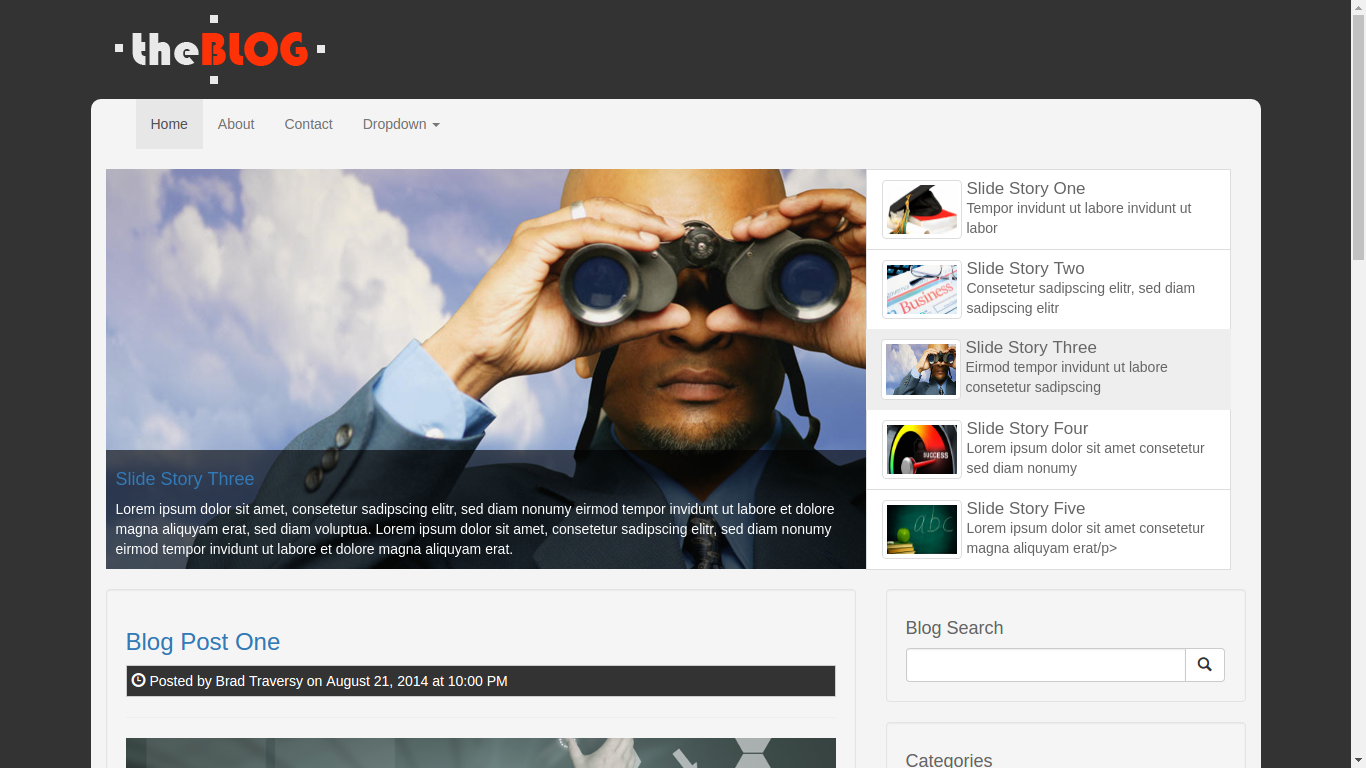 theBLOG
Home
About
Contact
Dropdown
Slide Story Three
Lorem ipsum dolor sit amet, consetetur sadipscing elitr, sed diam nonumy eirmod tempor invidunt ut labore et dolore
magna aliquyam erat, sed diam voluptua. Lorem ipsum dolor sit amet, consetetur sadipscing elitr, sed diam nonumy
eirmod tempor invidunt ut labore et dolore magna aliquyam erat.
Slide Story One
Tempor invidunt ut labore invidunt ut
labor
Business
Slide Story Two
Consetetur sadipscing elitr, sed diam
sadipscing elitr
Slide Story Three
Eirmod tempor invidunt ut labore
consetetur sadipscing
SUCCESS
Slide Story Four
Lorem ipsum dolor sit amet consetetur
sed diam nonumy
abc
Slide Story Five
Lorem ipsum dolor sit amet consetetur
magna aliquyam erat/p>
Blog Post One
Posted by Brad Traversy on August 21, 2014 at 10:00 PM
Blog Search
Categories